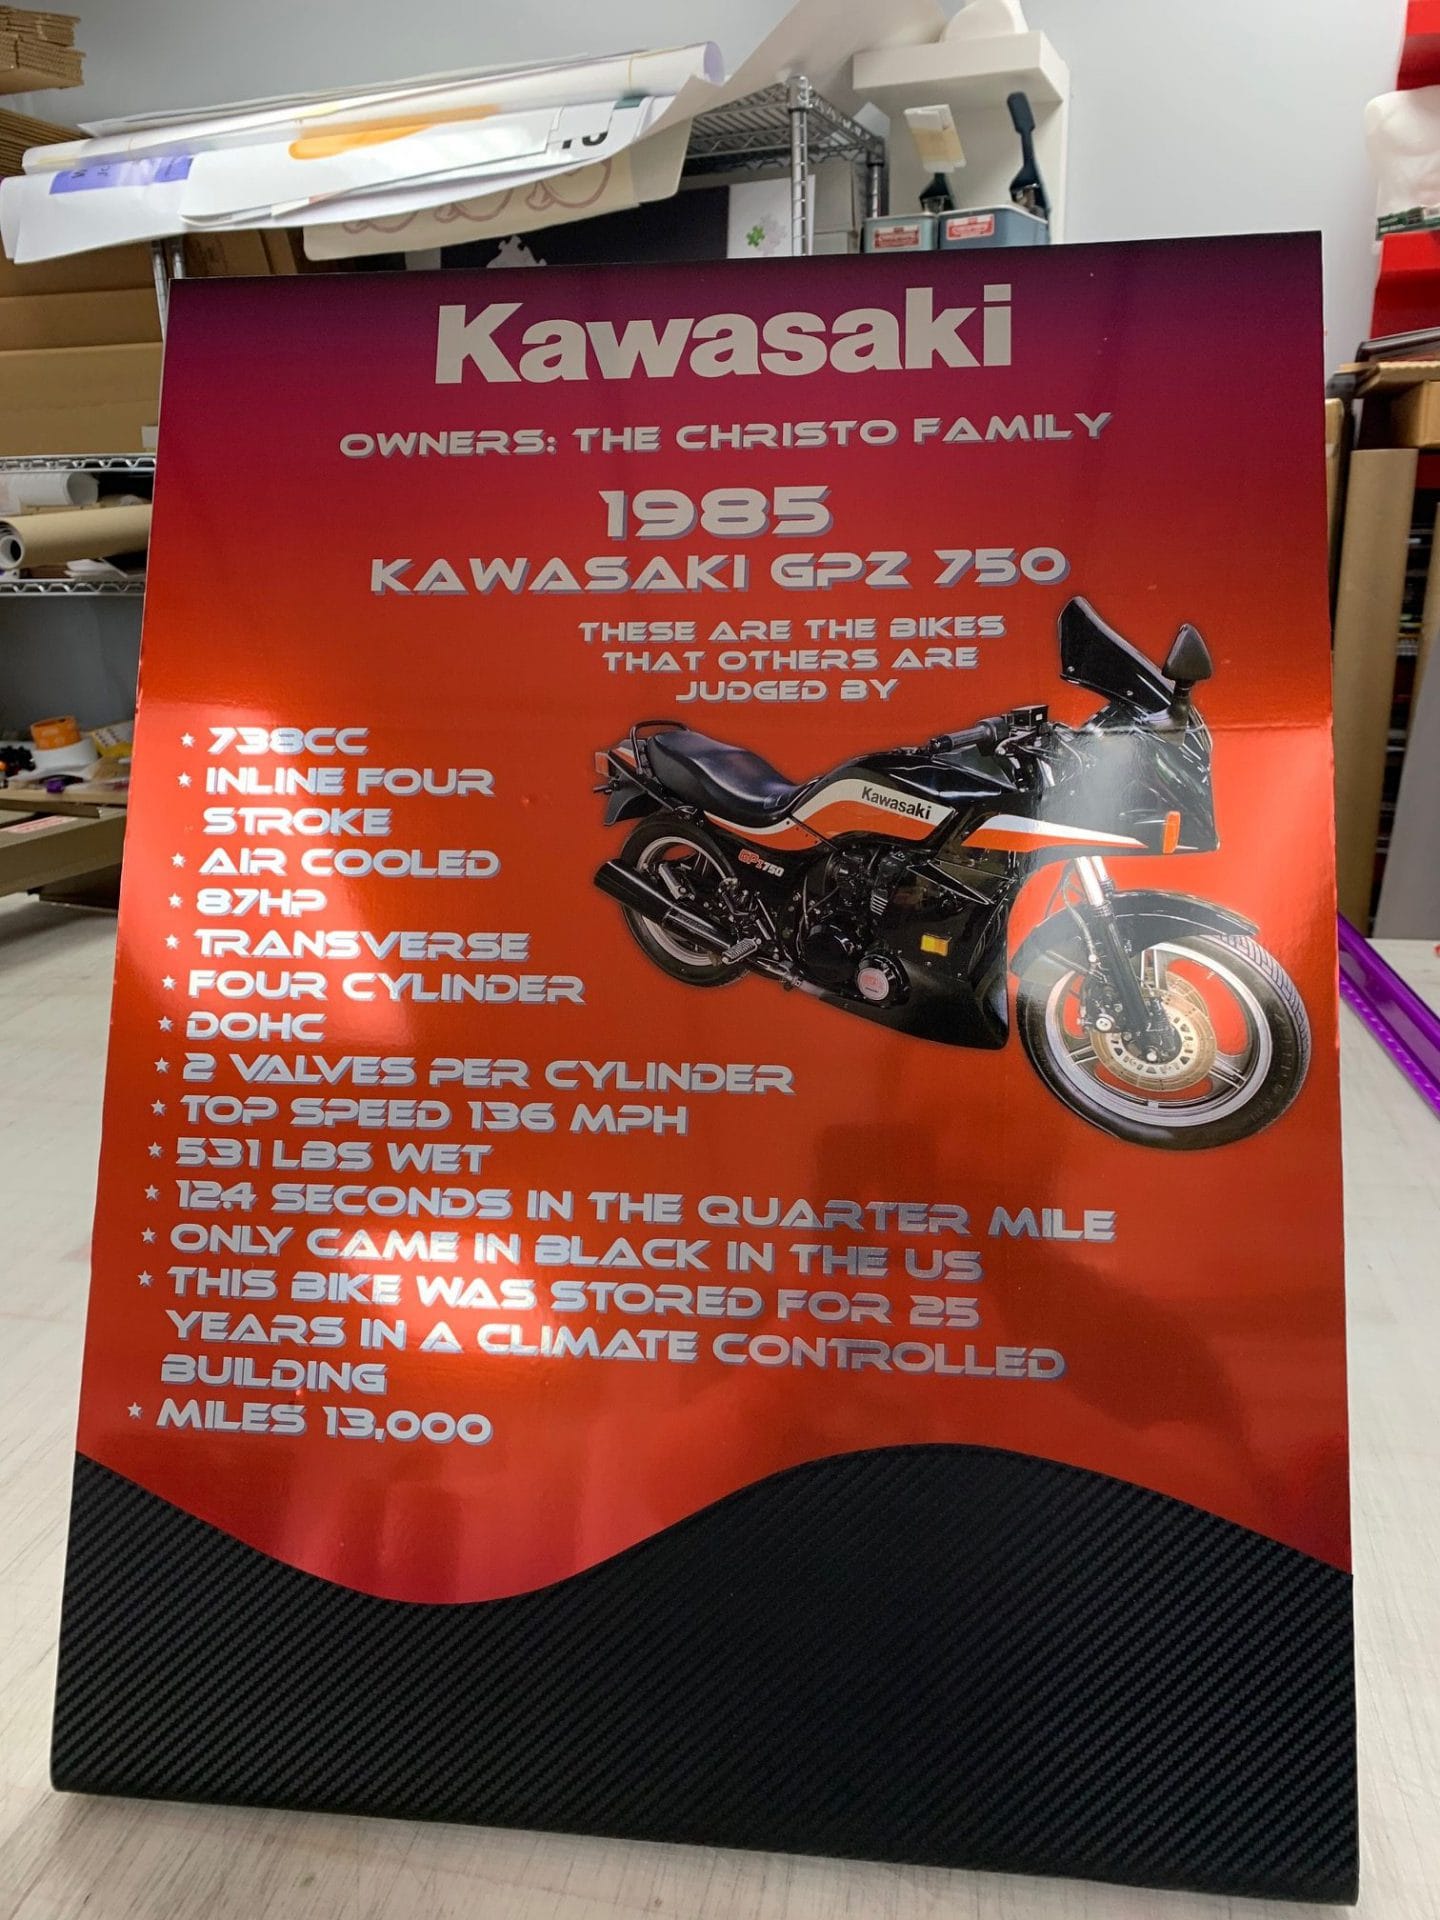 Kawasaki
OWNERS: THE CHRISTO FAMILY
1985
KAWASAKI GPZ 750
THESE ARE THE BIKES
THAT OTHERS ARE
JUDGED BY
Kawasaki
GPz750
* 738CC
* INLINE FOUR
STROKE
* AIR COOLED
* 87HP
* TRANSVERSE
* FOUR CYLINDER
* DOHC
* 2 VALVES PER CYLINDER
* TOP SPEED 136 MPH
* 531 LBS WET
* 12.4 SECONDS IN THE QUARTER MILE
* ONLY CAME IN BLACK IN THE US
* THIS BIKE WAS STORED FOR 25
YEARS IN A CLIMATE CONTROLLED
BUILDING
* MILES 13,000